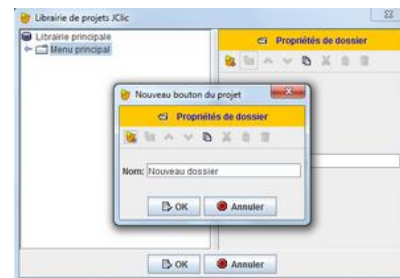 Librairie de projets JClic
Librairie principale
Menu principal
Propriétés de dossier
Nouveau bouton du projet
Propriétés de dossier
Nom: Nouveau dossier
OK
Annuler
OK
Annuler